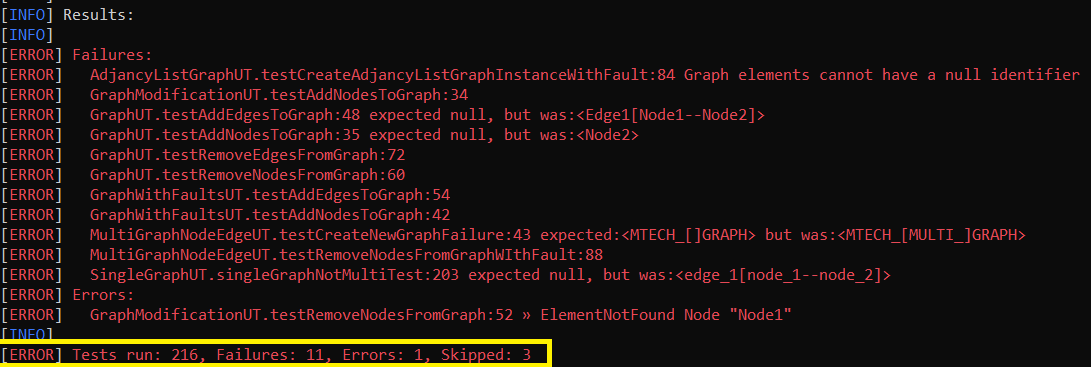 [INFO] Results:
[INFO]
[ERROR] Failures:
[ERROR]   AdjancyListGraphUT.testCreateAdjancyListGraphInstanceWithFault:84 Graph elements cannot have a null identifier
[ERROR]   GraphModificationUT.testAddNodesToGraph:34
[ERROR]   GraphUT.testAddEdgesToGraph:48 expected null, but was:<Edge1[Node1--Node2]>
[ERROR]   GraphUT.testAddNodesToGraph:35 expected null, but was:<Node2>
[ERROR]   GraphUT.testRemoveEdgesFromGraph:72
[ERROR]   GraphUT.testRemoveNodesFromGraph:60
[ERROR]   GraphWithFaultsUT.testAddEdgesToGraph:54
[ERROR]   GraphWithFaultsUT.testAddNodesToGraph:42
[ERROR]   MultiGraphNodeEdgeUT.testCreateNewGraphFailure:43 expected:<MTECH_[]GRAPH> but was:<MTECH_[MULTI_]GRAPH>
[ERROR]   MultiGraphNodeEdgeUT.testRemoveNodesFromGraphWIthFault:88
[ERROR]   SingleGraphUT.singleGraphNotMultiTest:203 expected null, but was:<edge_1[node_1--node_2]>
[ERROR] Errors:
[ERROR]   GraphModificationUT.testRemoveNodesFromGraph:52 » ElementNotFound Node "Node1"
[INFO]
[ERROR] Tests run: 216, Failures: 11, Errors: 1, Skipped: 3